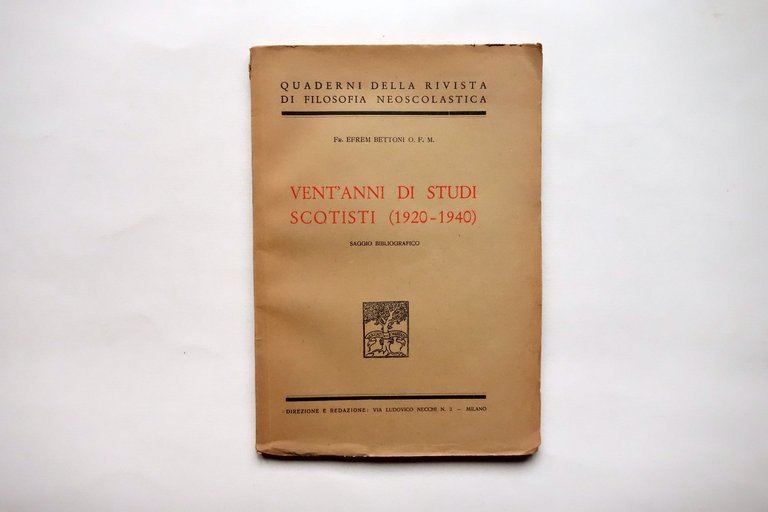 QUADERNI DELLA RIVISTA
DI FILOSOFIA NEOSCOLASTICA
FR. EFREM BETTONI O. F. M.
VENT'ANNI DI STUDI
SCOTISTI (1920-1940)
SAGGIO BIBLIOGRAFICO
DIREZIONE E REDAZIONE: VIA LUDOVICO NECCHI N. 2 – MILANO